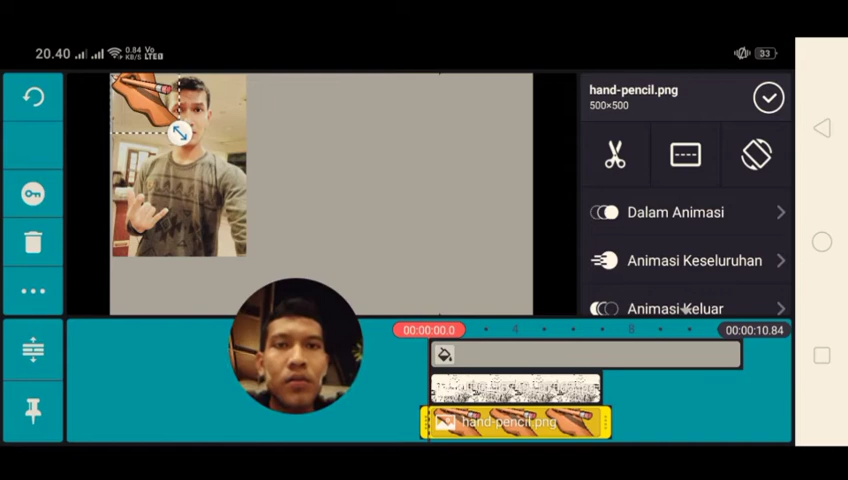 20.40
0.84 KB/S
Vo LTE
33
hand-pencil.png
500×500
Dalam Animasi
Animasi Keseluruhan
Animasi Keluar
00:00:00.0
4
8
00:00:10.84
hand-pencil.png